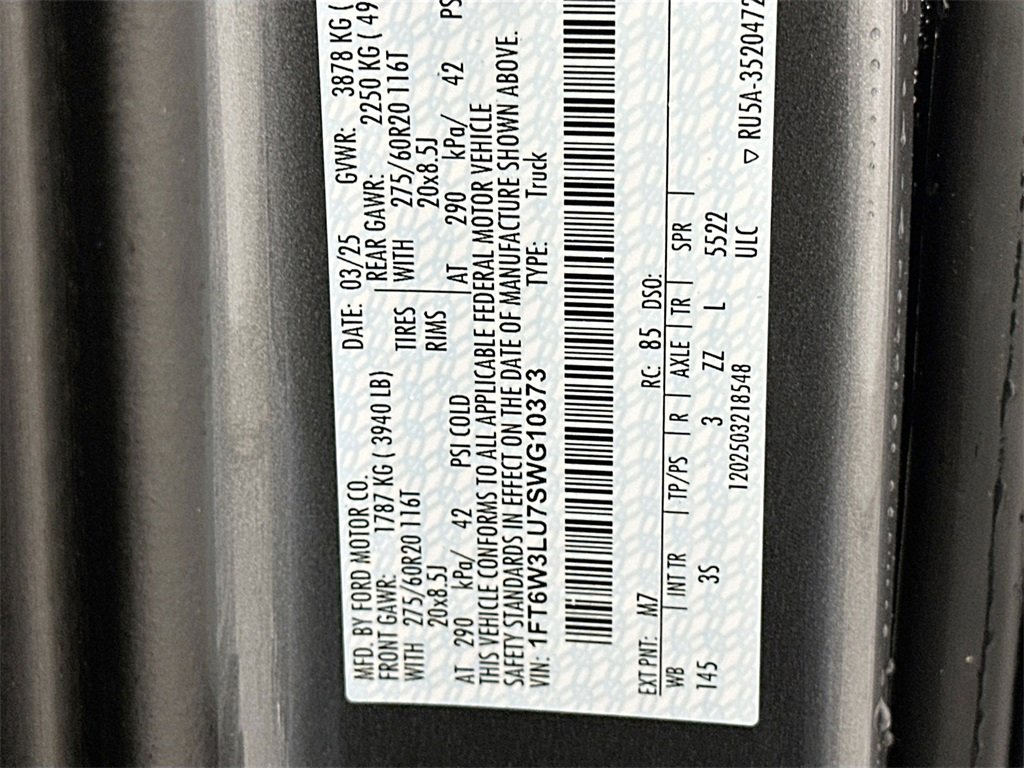 MFD. BY FORD MOTOR CO. DATE: 03/25 GVWR: 3878 KG (
FRONT GAWR: 1787 KG ( 3940 LB) REAR GAWR: 2250 KG ( 49
WITH 275/60R20 116T TIRES WITH 275/60R20 116T
20x8.5J RIMS 20x8.5J
AT 290 kPa/ 42 PSI COLD AT 290 kPa/ 42 PS
THIS VEHICLE CONFORMS TO ALL APPLICABLE FEDERAL MOTOR VEHICLE
SAFETY STANDARDS IN EFFECT ON THE DATE OF MANUFACTURE SHOWN ABOVE.
VIN: 1FT6W3LU7SWG10373 TYPE: Truck
EXT PNT: M7 RC: 85 DSO:
WB | INT TR | TP/PS | R | AXLE | TR | SPR |
145 3S 3 ZZ L 5522
1202503218548 ULC
▽ RU5A-3520472